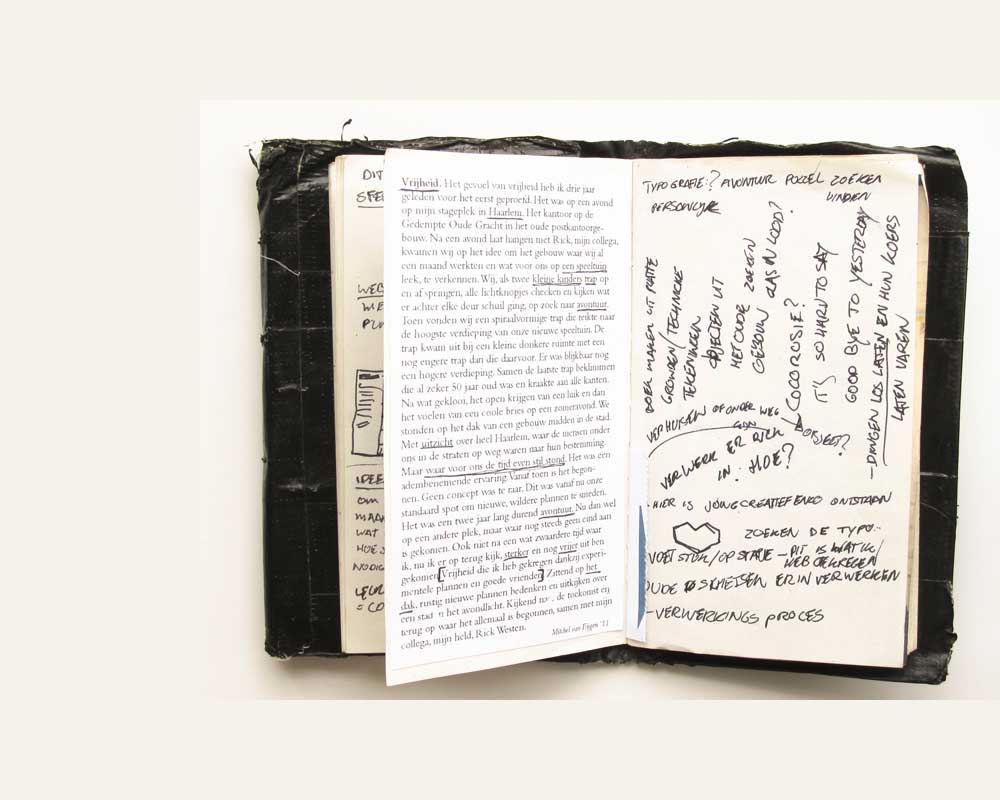 DIT
SFEE
WEG
ME
PU
IDEE
OM
MAA
WAT
HOE S
NODIG
= CO
Vrijheid. Het gevoel van vrijheid heb ik drie jaar
geleden voor het eerst geproefd. Het was op een avond
op mijn stageplek in Haarlem. Het kantoor op de
Gedempte Oude Gracht in het oude postkantoorge-
bouw. Na een avond laat hangen met Rick, mijn collega,
kwamen wij op het idee om het gebouw waar wij al
een maand werkten en wat voor ons op een speeltuin
leek, te verkennen. Wij, als twee kleine kinders trap op
en af springen, alle lichtknopjes checken en kijken wat
er achter elke deur schuil ging, op zoek naar avontuur.
Toen vonden wij een spiraalvormige trap die reikte naar
de hoogste verdieping van onze nieuwe speeltuin. De
trap kwam uit bij een kleine donkere ruimte met een
nog engere trap dan die daarvoor. Er was blijkbaar nog
een hogere verdieping. Samen de laatste trap beklimmen
die al zeker 50 jaar oud was en kraakte aan alle kanten.
Na wat geklooi, het open krijgen van een luik en dan
het voelen van een coole bries op een zomeravond. We
stonden op het dak van een gebouw midden in de stad.
Met uitzicht over heel Haarlem, waar de mensen onder
ons in de straten op weg waren naar hun bestemming.
Maar waar voor ons de tijd even stil stond. Het was een
adembenemende ervaring. Vanaf toen is het begon-
nen. Geen concept was te raar. Dit was vanaf nu onze
standaard spot om nieuwe, wildere plannen te smeden.
Het was een twee jaar lang durend avontuur. Nu dan wel
op een andere plek, maar waar nog steeds geen eind aan
is gekomen. Ook niet na een wat zwaardere tijd waar
ik, nu ik er op terug kijk, sterker en nog vrijer uit ben
gekomen. [Vrijheid die ik heb gekregen dankzij experi-
mentele plannen en goede vrienden]. Zittend op het
dak, rustig nieuwe plannen bedenken en uitkijken over
een stad in het avondlicht. Kijkend naar de toekomst en
terug op waar het allemaal is begonnen, samen met mijn
collega, mijn held, Rick Westen.
Mitchel van Eijgen '11
TYPOGRAFIE:? AVONTUUR PUZZEL ZOEKEN
VINDEN
PERSOONLIJK
BOEK MAKEN UIT
GRONDEN/TECHNISCHE
TEKENINGEN
OBJECTEN UIT
HET OUDE ZOEKEN
GEBOUW GAS IN LOOD?
COOROSIE?
IT'S SO HARD TO SAY
GOOD BYE TO YESTERDAY
—DINGEN LOS LATEN EN HUN KOERS
LATEN VAREN
VERHULLEN OF ONDER WEG
ZIJN
OBJECT?
VERWERK ER RICK
IN: HOE?
HIER IS JONGCREATIEFENCO ONTSTAAN
ZOEKEN DE TYPO..
VOETSTUK/OPSTAPJE — DIT IS WAT IK/
WEB GEKREGEN
OUDE SCHETSEN ER IN VERWERKEN
—VERWERKINGS PROCES